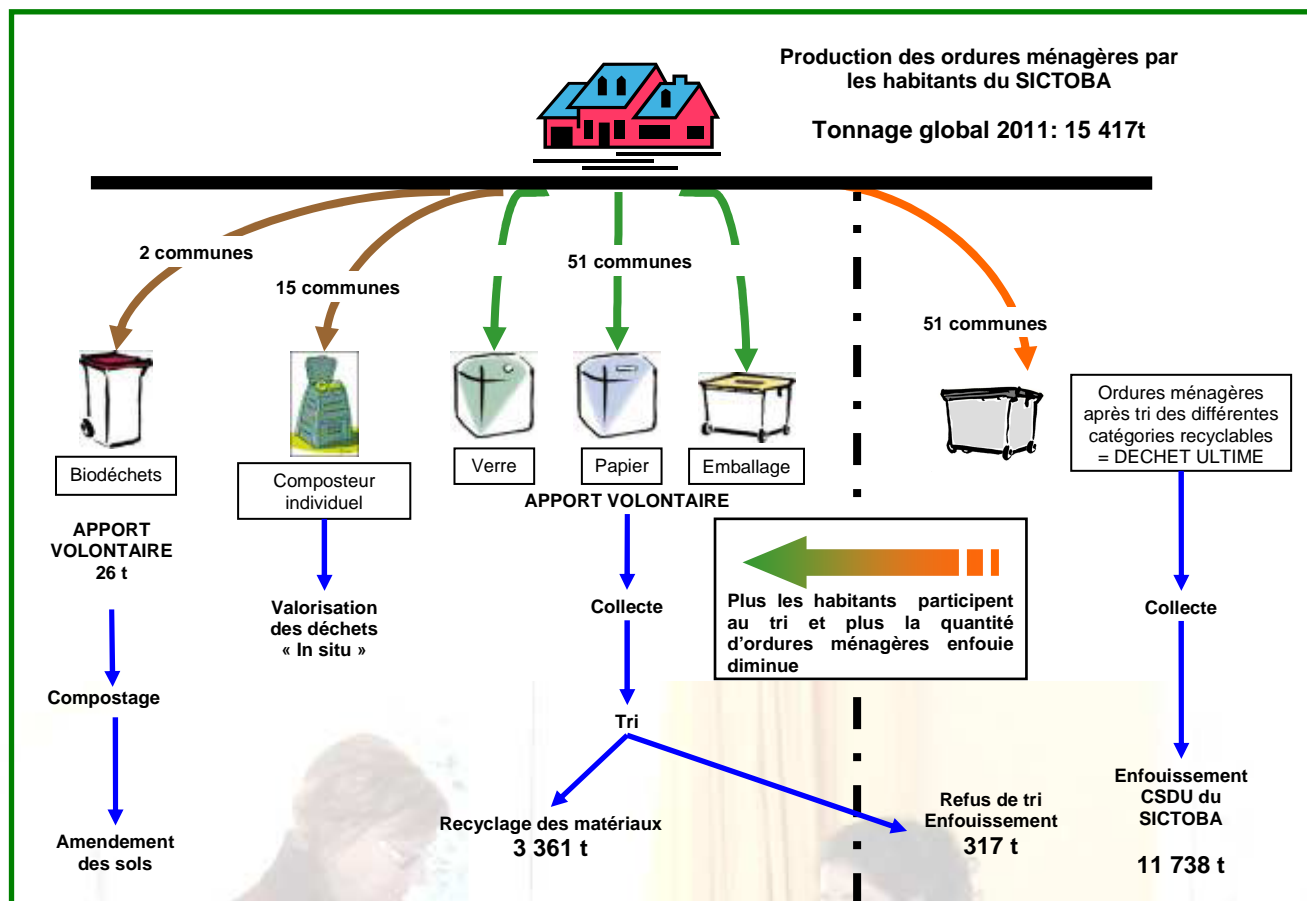 Production des ordures ménagères par
les habitants du SICTOBA
Tonnage global 2011: 15 417t
2 communes
15 communes
51 communes
51 communes
Biodéchets
Composteur
individuel
Verre
Papier
Emballage
APPORT VOLONTAIRE
Ordures ménagères
après tri des différentes
catégories recyclables
= DECHET ULTIME
APPORT
VOLONTAIRE
26 t
Valorisation
des déchets
« In situ »
Collecte
Plus les habitants participent
au tri et plus la quantité
d'ordures ménagères enfouie
diminue
Collecte
Compostage
Tri
Amendement
des sols
Recyclage des matériaux
3 361 t
Refus de tri
Enfouissement
317 t
Enfouissement
CSDU du
SICTOBA
11 738 t